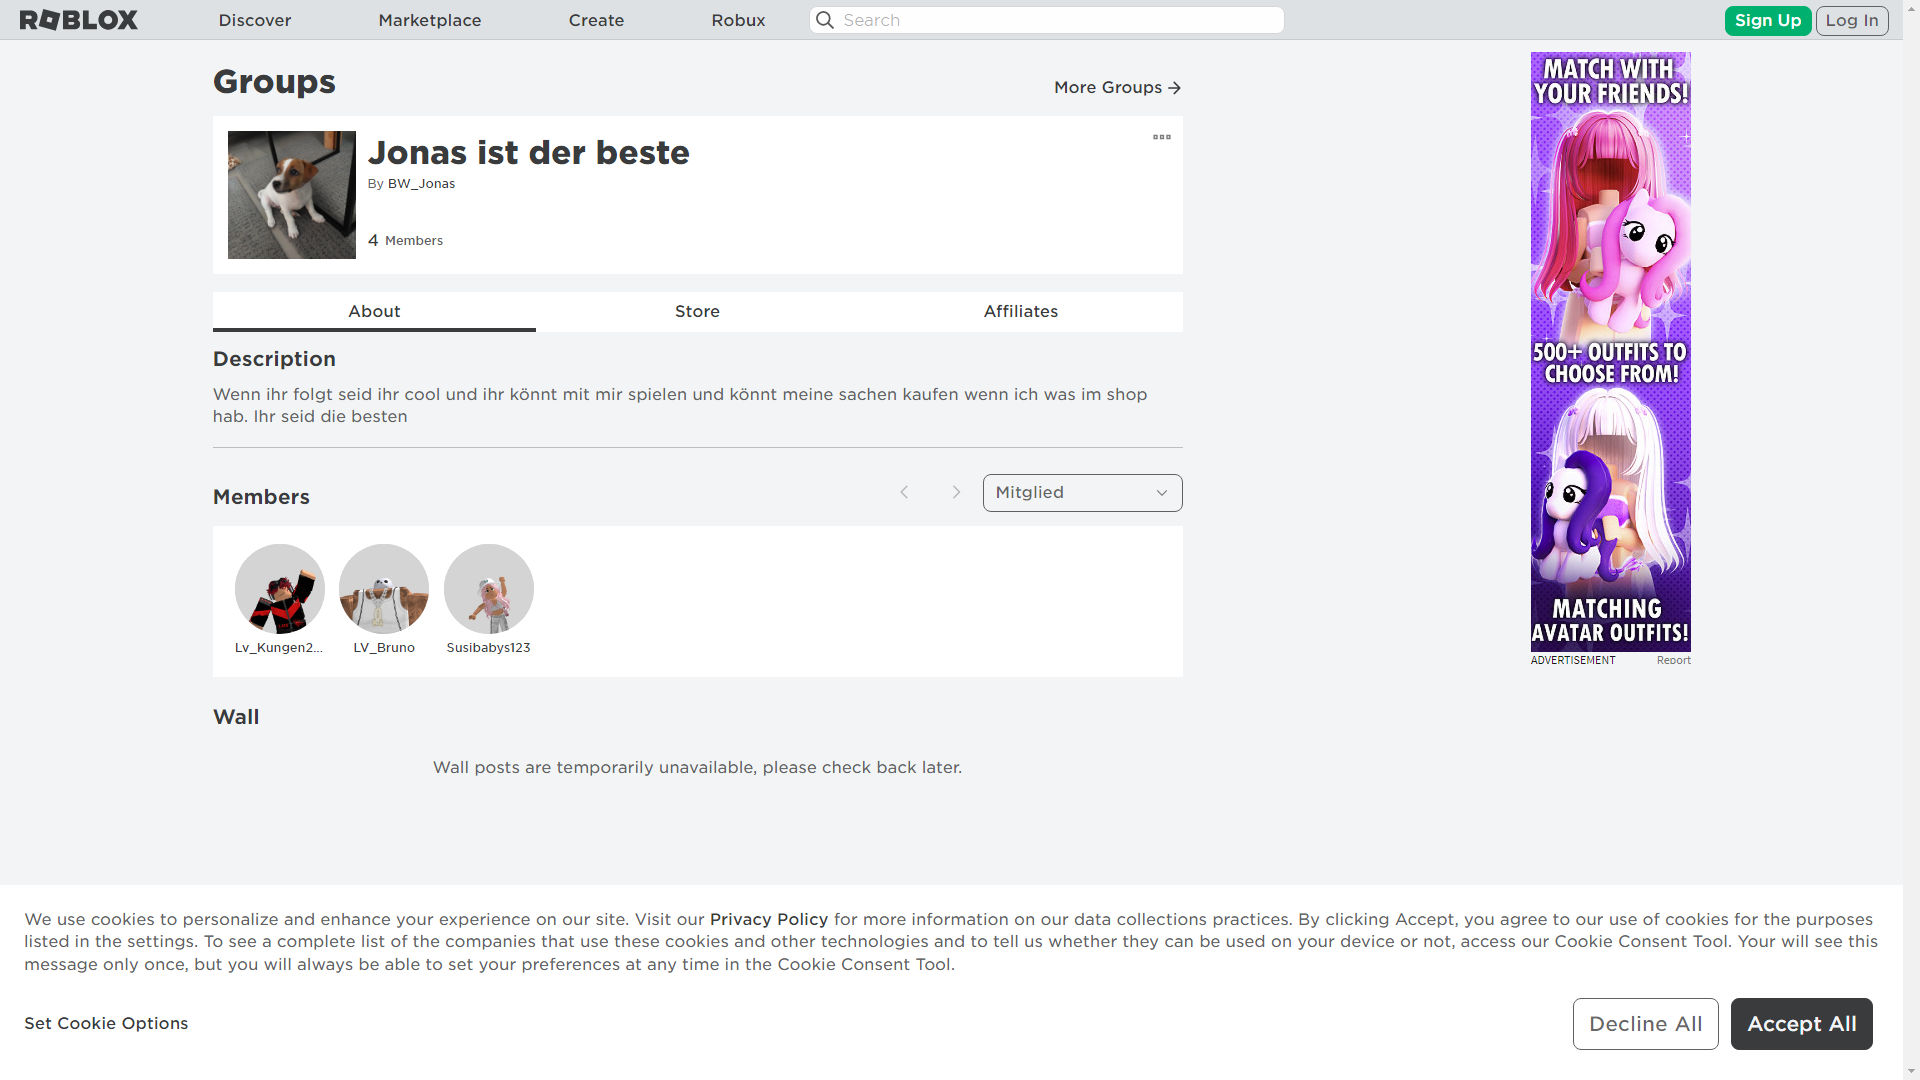 ROBLOX
Discover
Marketplace
Create
Robux
Search
Sign Up
Log In
Groups
More Groups
Jonas ist der beste
By BW_Jonas
4 Members
About
Store
Affiliates
Description
Wenn ihr folgt seid ihr cool und ihr könnt mit mir spielen und könnt meine sachen kaufen wenn ich was im shop
hab. Ihr seid die besten
Members
Mitglied
Lv_Kungen2...
LV_Bruno
Susibabys123
Wall
Wall posts are temporarily unavailable, please check back later.
MATCH WITH
YOUR FRIENDS!
500+ OUTFITS TO
CHOOSE FROM!
MATCHING
AVATAR OUTFITS!
ADVERTISEMENT
Report
We use cookies to personalize and enhance your experience on our site. Visit our Privacy Policy for more information on our data collections practices. By clicking Accept, you agree to our use of cookies for the purposes
listed in the settings. To see a complete list of the companies that use these cookies and other technologies and to tell us whether they can be used on your device or not, access our Cookie Consent Tool. Your will see this
message only once, but you will always be able to set your preferences at any time in the Cookie Consent Tool.
Set Cookie Options
Decline All
Accept All